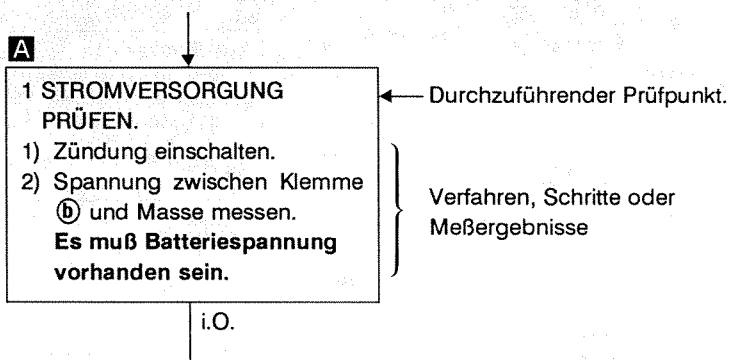 A
1 STROMVERSORGUNG
PRÜFEN.
1) Zündung einschalten.
2) Spannung zwischen Klemme
ⓑ und Masse messen.
Es muß Batteriespannung
vorhanden sein.
Durchzuführender Prüfpunkt.
Verfahren, Schritte oder
Meßergebnisse
i.O.